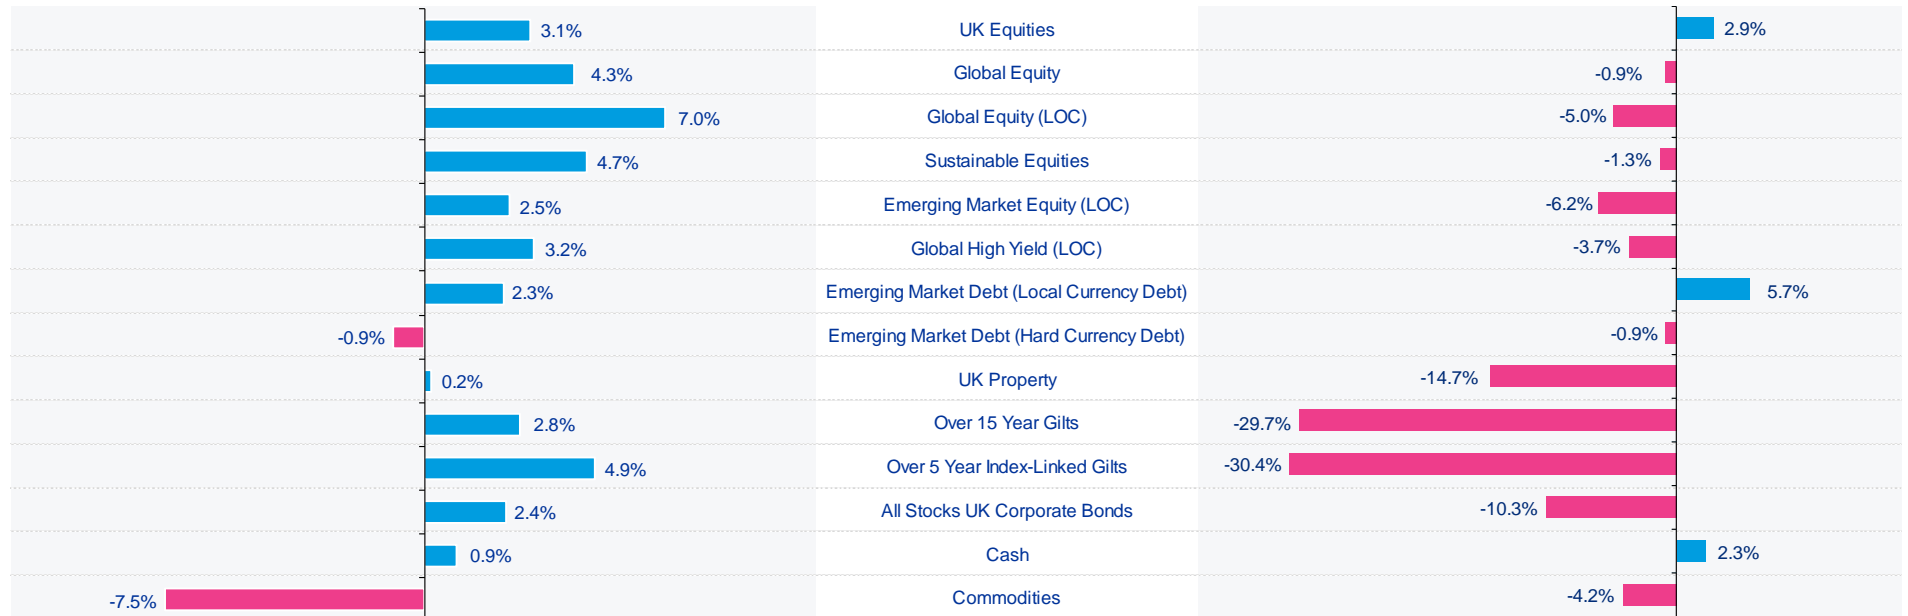 3.1% UK Equities 2.9%
4.3% Global Equity -0.9%
7.0% Global Equity (LOC) -5.0%
4.7% Sustainable Equities -1.3%
2.5% Emerging Market Equity (LOC) -6.2%
3.2% Global High Yield (LOC) -3.7%
2.3% Emerging Market Debt (Local Currency Debt) 5.7%
-0.9% Emerging Market Debt (Hard Currency Debt) -0.9%
0.2% UK Property -14.7%
2.8% Over 15 Year Gilts -29.7%
4.9% Over 5 Year Index-Linked Gilts -30.4%
2.4% All Stocks UK Corporate Bonds -10.3%
0.9% Cash 2.3%
-7.5% Commodities -4.2%